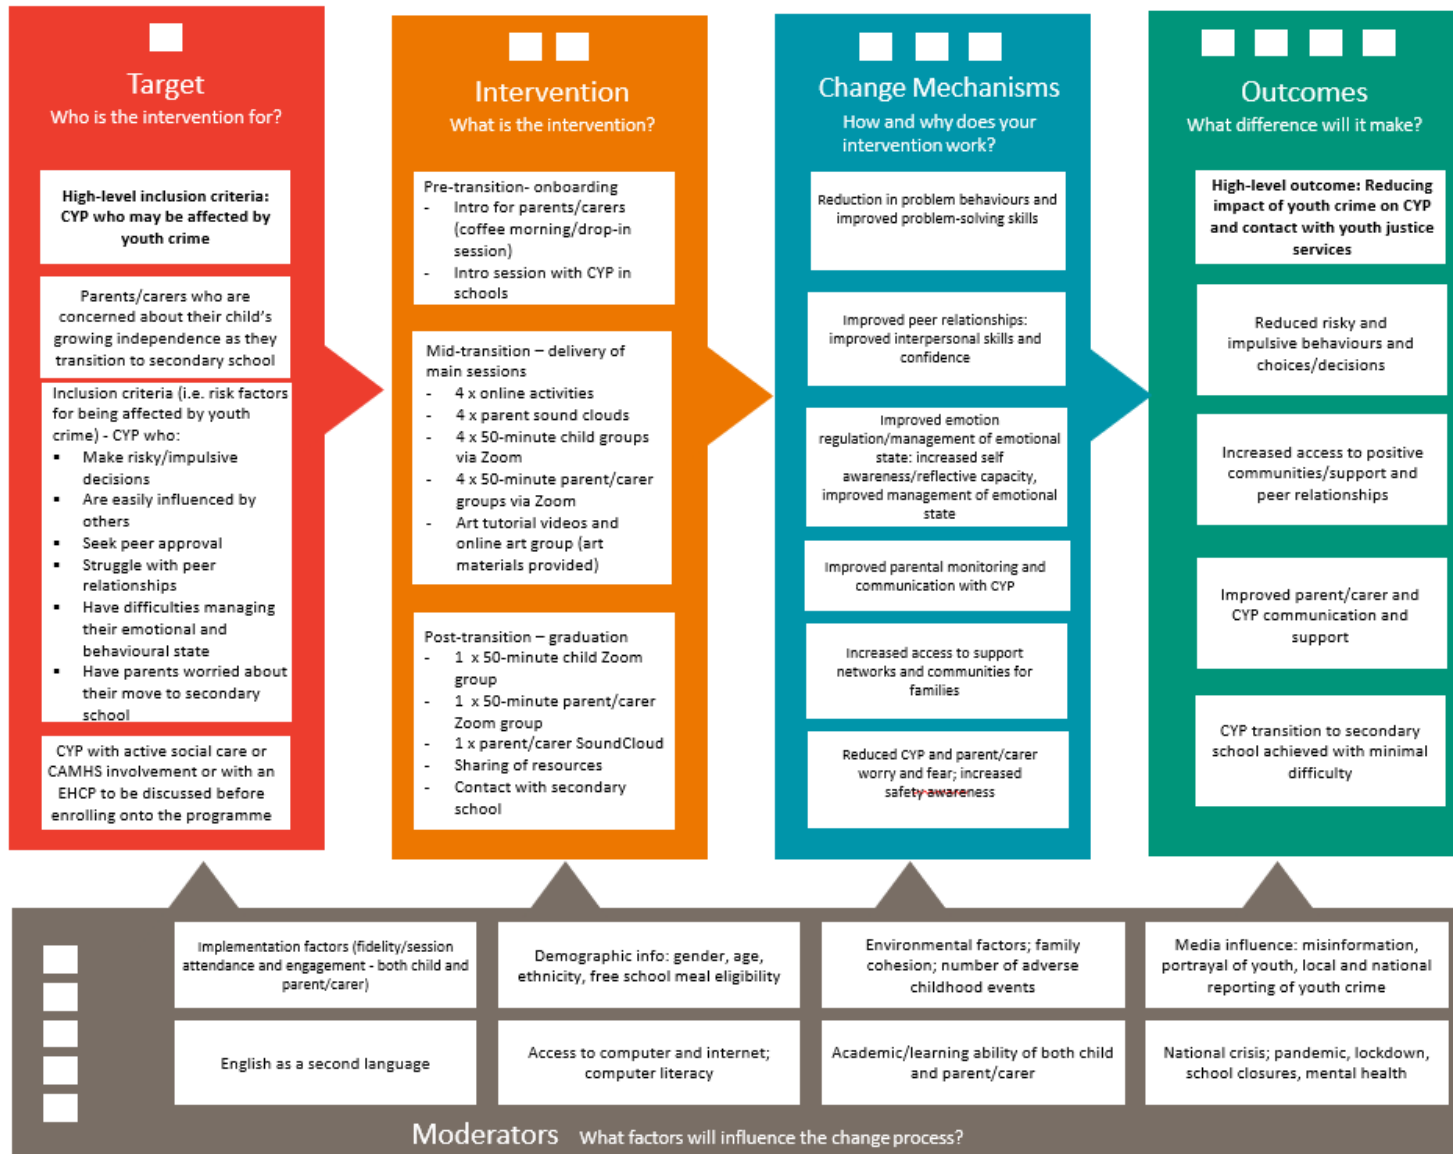 Target
Who is the intervention for?
High-level inclusion criteria:
CYP who may be affected by
youth crime
Parents/carers who are
concerned about their child's
growing independence as they
transition to secondary school
Inclusion criteria (i.e. risk factors
for being affected by youth
crime) - CYP who:
▪ Make risky/impulsive
decisions
▪ Are easily influenced by
others
▪ Seek peer approval
▪ Struggle with peer
relationships
▪ Have difficulties managing
their emotional and
behavioural state
▪ Have parents worried about
their move to secondary
school
CYP with active social care or
CAMHS involvement or with an
EHCP to be discussed before
enrolling onto the programme
Intervention
What is the intervention?
Pre-transition- onboarding
- Intro for parents/carers
(coffee morning/drop-in
session)
- Intro session with CYP in
schools
Mid-transition – delivery of
main sessions
- 4 x online activities
- 4 x parent sound clouds
- 4 x 50-minute child groups
via Zoom
- 4 x 50-minute parent/carer
groups via Zoom
- Art tutorial videos and
online art group (art
materials provided)
Post-transition – graduation
- 1 x 50-minute child Zoom
group
- 1 x 50-minute parent/carer
Zoom group
- 1 x parent/carer SoundCloud
- Sharing of resources
- Contact with secondary
school
Change Mechanisms
How and why does your
intervention work?
Reduction in problem behaviours and
improved problem-solving skills
Improved peer relationships:
improved interpersonal skills and
confidence
Improved emotion
regulation/management of emotional
state: increased self
awareness/reflective capacity,
improved management of emotional
state
Improved parental monitoring and
communication with CYP
Increased access to support
networks and communities for
families
Reduced CYP and parent/carer
worry and fear; increased
safety awareness
Outcomes
What difference will it make?
High-level outcome: Reducing
impact of youth crime on CYP
and contact with youth justice
services
Reduced risky and
impulsive behaviours and
choices/decisions
Increased access to positive
communities/support and
peer relationships
Improved parent/carer and
CYP communication and
support
CYP transition to secondary
school achieved with minimal
difficulty
Implementation factors (fidelity/session
attendance and engagement - both child and
parent/carer)
Demographic info: gender, age,
ethnicity, free school meal eligibility
Environmental factors; family
cohesion; number of adverse
childhood events
Media influence: misinformation,
portrayal of youth, local and national
reporting of youth crime
English as a second language
Access to computer and internet;
computer literacy
Academic/learning ability of both child
and parent/carer
National crisis; pandemic, lockdown,
school closures, mental health
Moderators What factors will influence the change process?